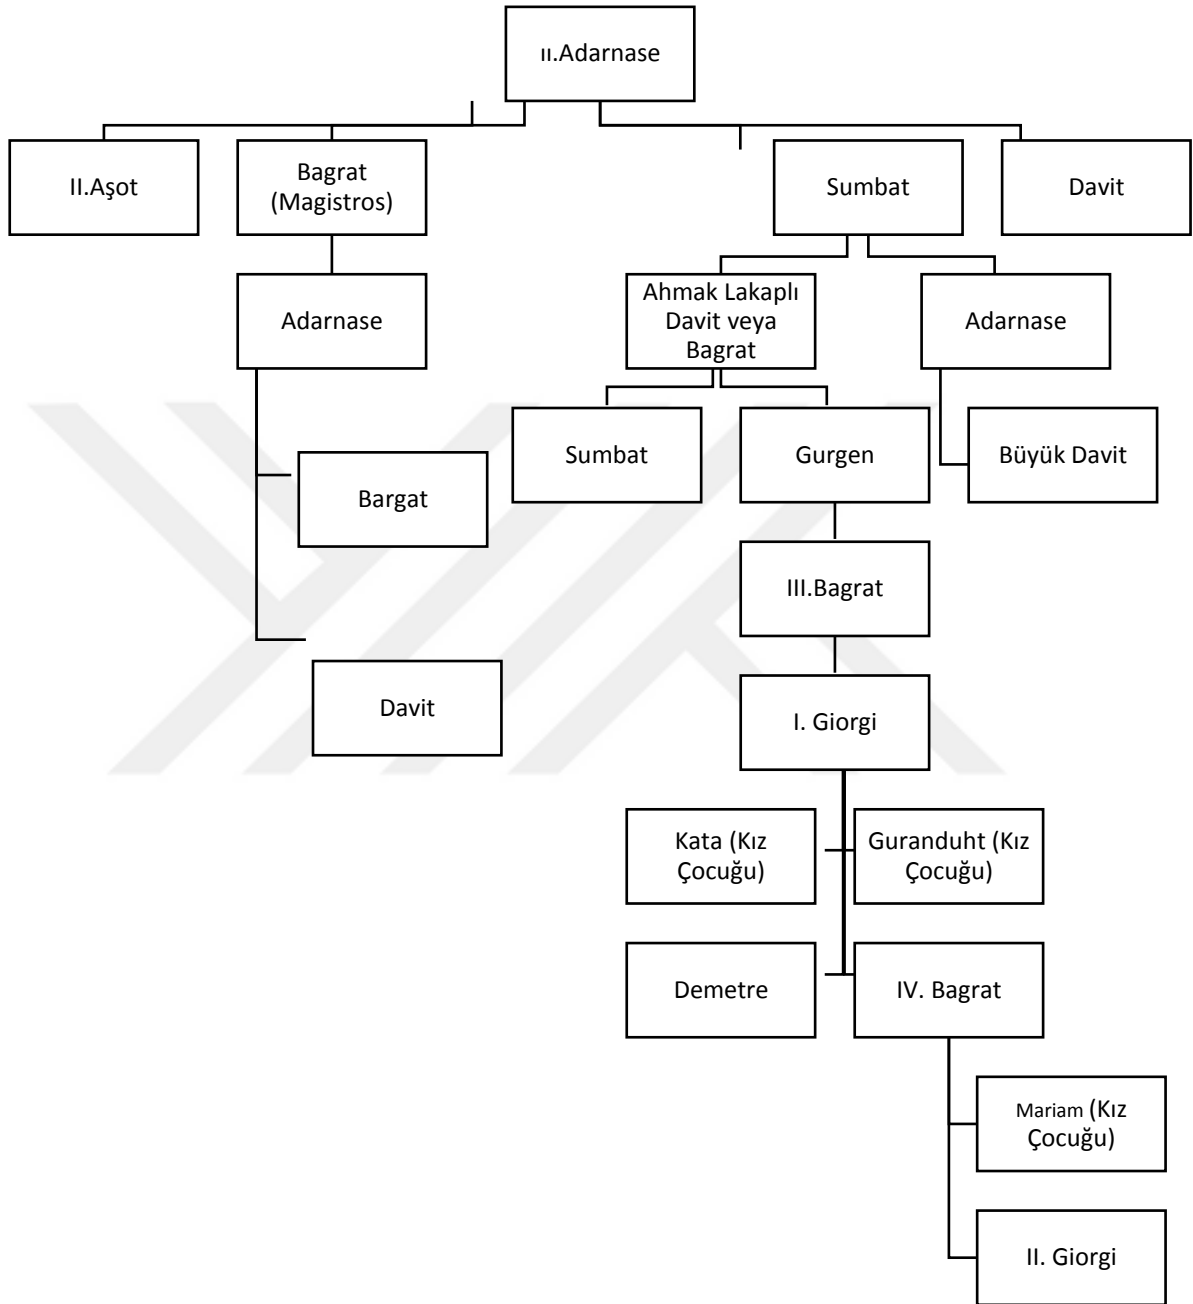 ıı.Adarnase
II.Aşot
Bagrat
(Magistros)
Sumbat
Davit
Adarnase
Ahmak Lakaplı
Davit veya
Bagrat
Adarnase
Sumbat
Gurgen
Büyük Davit
Bargat
III.Bagrat
Davit
I. Giorgi
Kata (Kız
Çocuğu)
Guranduht (Kız
Çocuğu)
Demetre
IV. Bagrat
Mariam (Kız
Çocuğu)
II. Giorgi